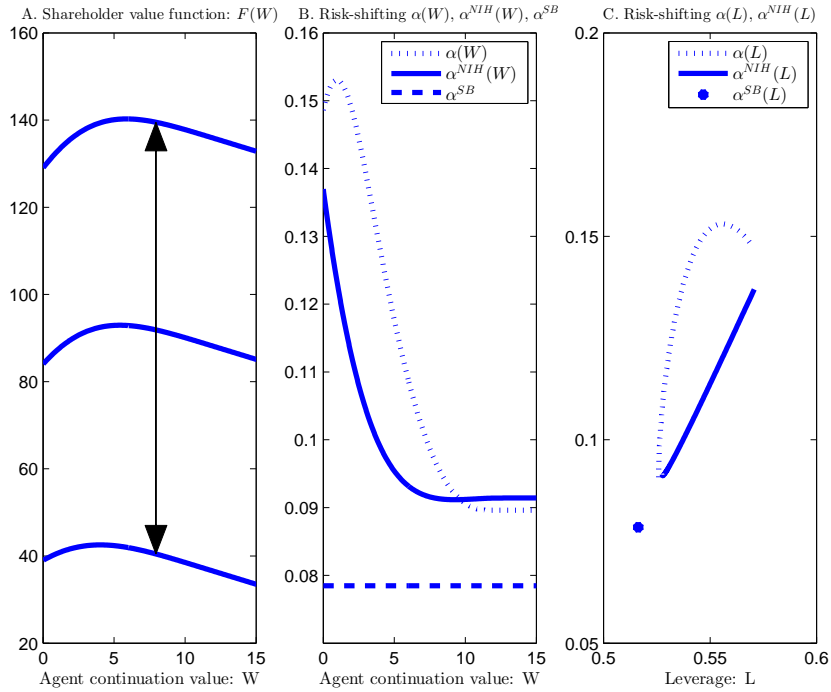 A. Shareholder value function: F(W)
160
140
120
100
80
60
40
20
0
5
10
15
Agent continuation value: W
B. Risk-shifting α(W), α^{NIH}(W), α^{SB}
0.16
0.15
0.14
0.13
0.12
0.11
0.1
0.09
0.08
α(W)
α^{NIH}(W)
α^{SB}
0
5
10
15
Agent continuation value: W
C. Risk-shifting α(L), α^{NIH}(L)
0.2
0.15
0.1
0.05
α(L)
α^{NIH}(L)
α^{SB}(L)
0.5
0.55
0.6
Leverage: L